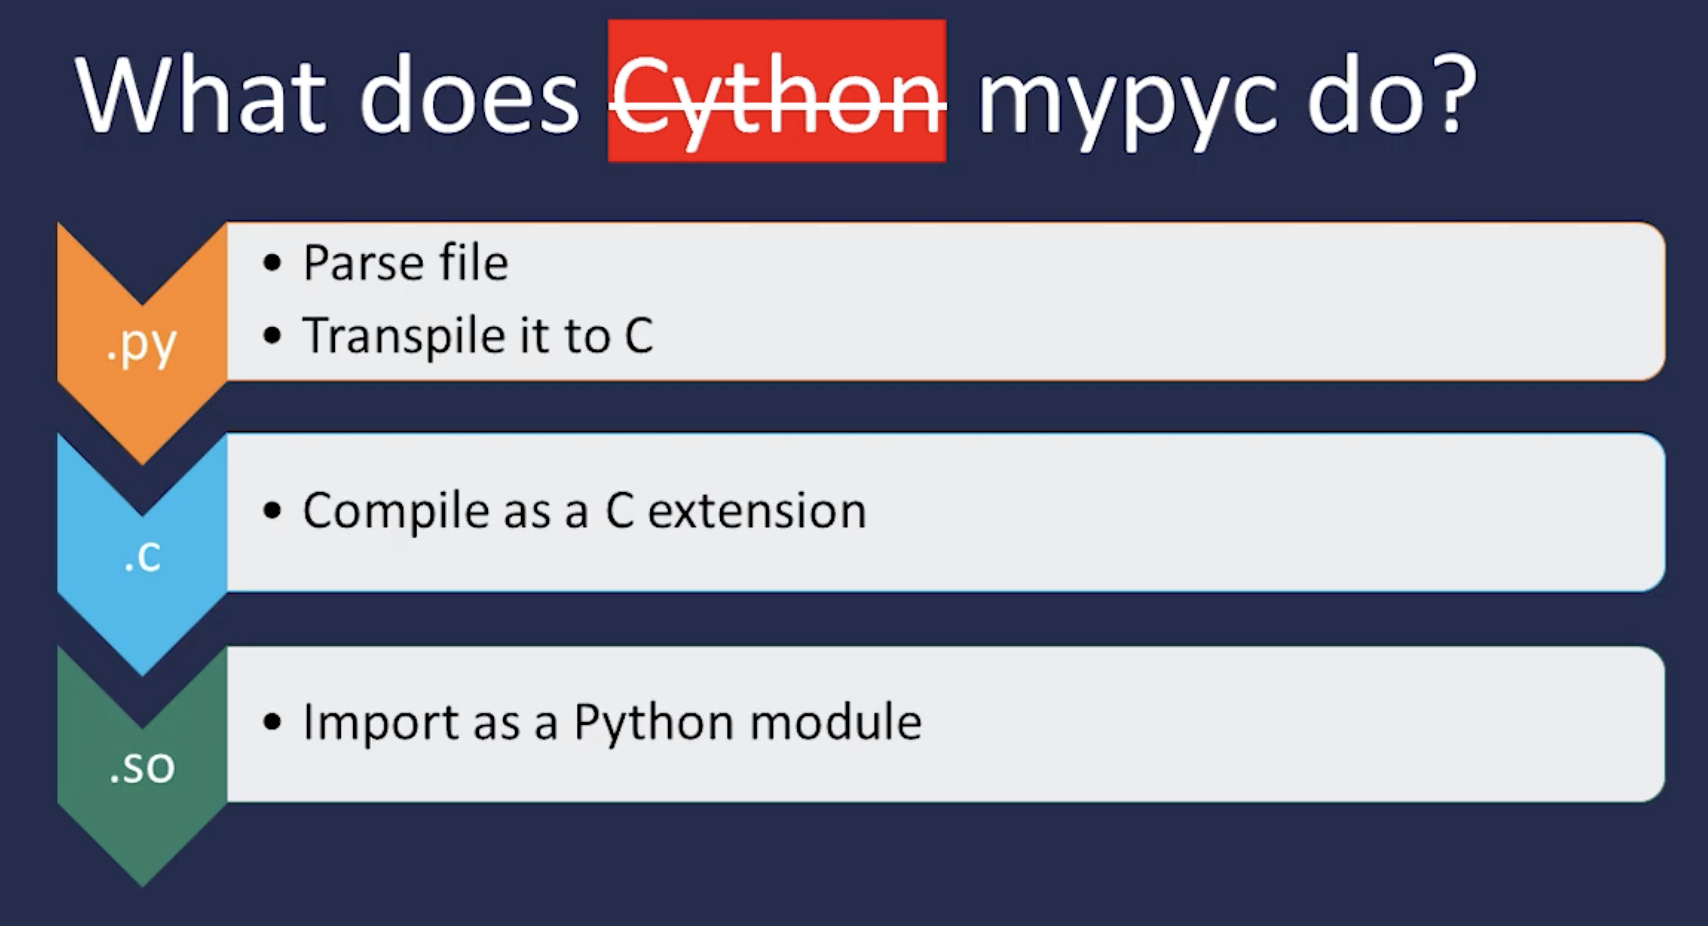 What does Cython mypyc do?
.py
• Parse file
• Transpile it to C
.c
• Compile as a C extension
.so
• Import as a Python module